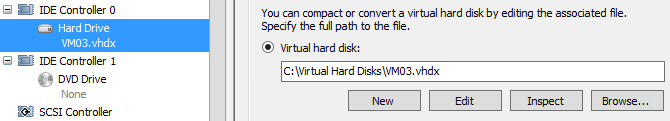 IDE Controller 0
Hard Drive
VM03.vhdx
IDE Controller 1
DVD Drive
None
SCSI Controller
You can compact or convert a virtual hard disk by editing the associated file.
Specify the full path to the file.
Virtual hard disk:
C:\Virtual Hard Disks\VM03.vhdx
New Edit Inspect Browse...